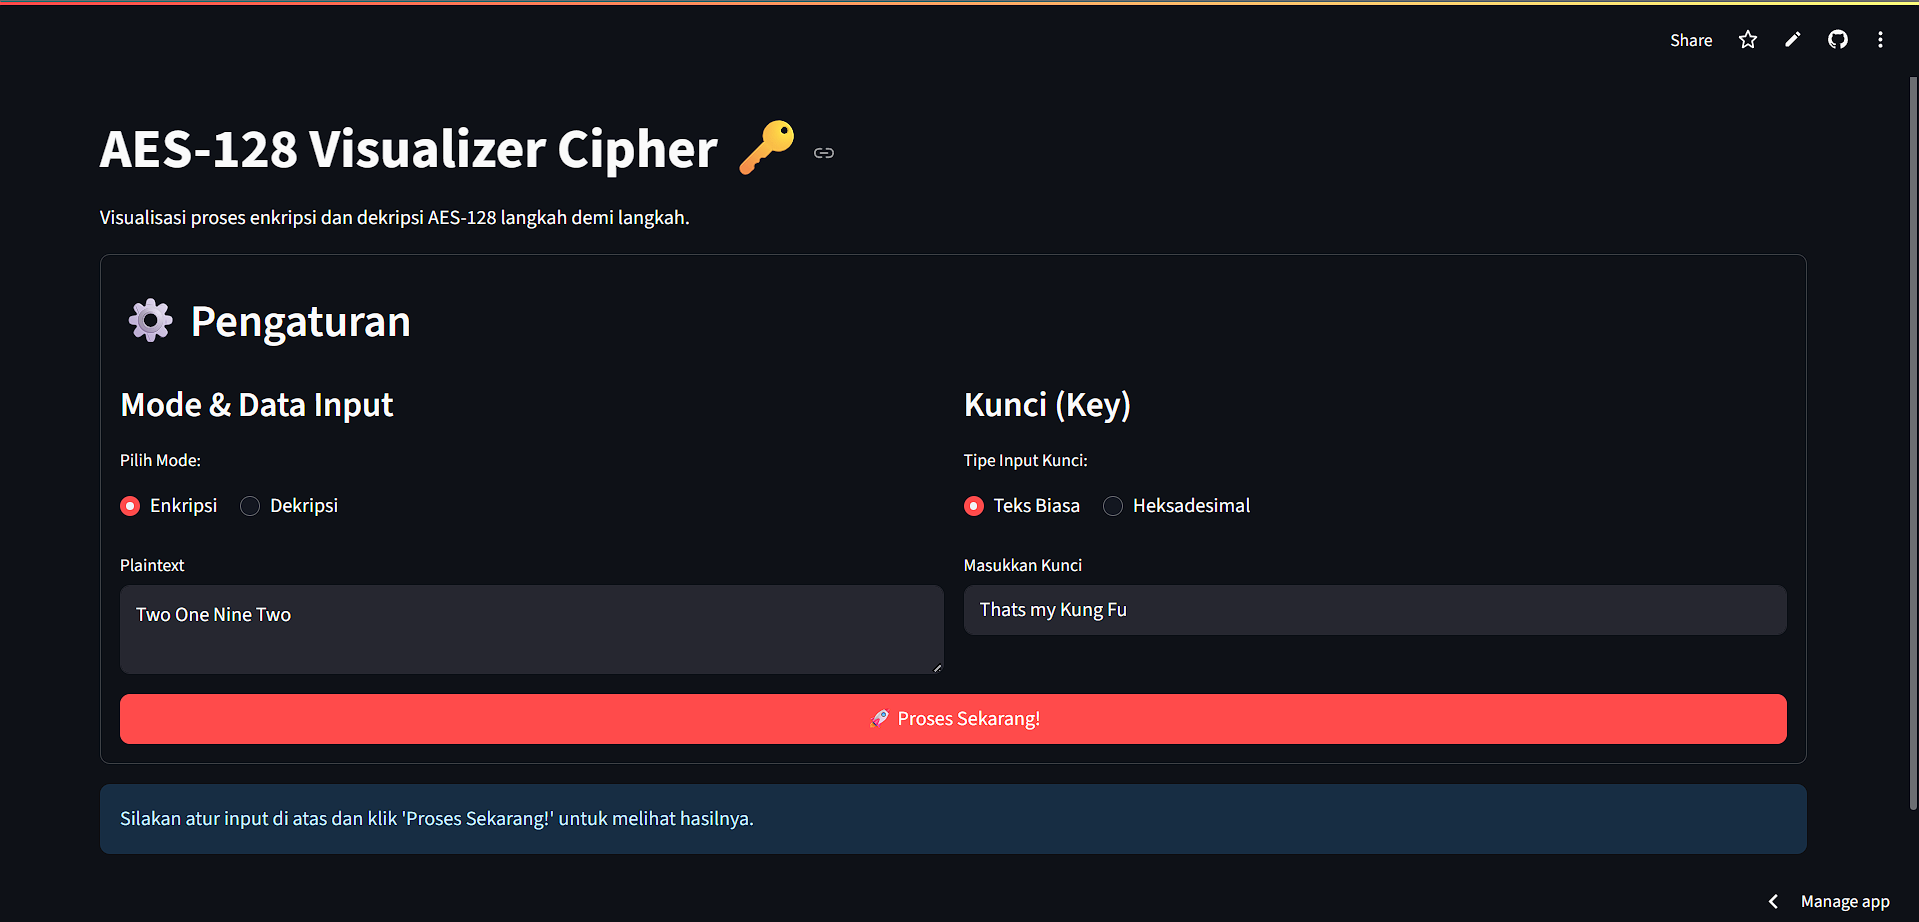 Share
AES-128 Visualizer Cipher
Visualisasi proses enkripsi dan dekripsi AES-128 langkah demi langkah.
Pengaturan
Mode & Data Input
Pilih Mode:
Enkripsi Dekripsi
Plaintext
Two One Nine Two
Kunci (Key)
Tipe Input Kunci:
Teks Biasa Heksadesimal
Masukkan Kunci
Thats my Kung Fu
Proses Sekarang!
Silakan atur input di atas dan klik 'Proses Sekarang!' untuk melihat hasilnya.
Manage app